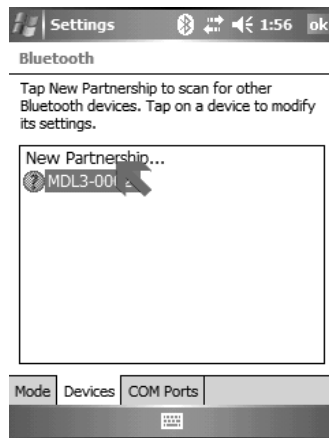 Settings 1:56 ok
Bluetooth
Tap New Partnership to scan for other
Bluetooth devices. Tap on a device to modify
its settings.
New Partnership...
Mode Devices COM Ports